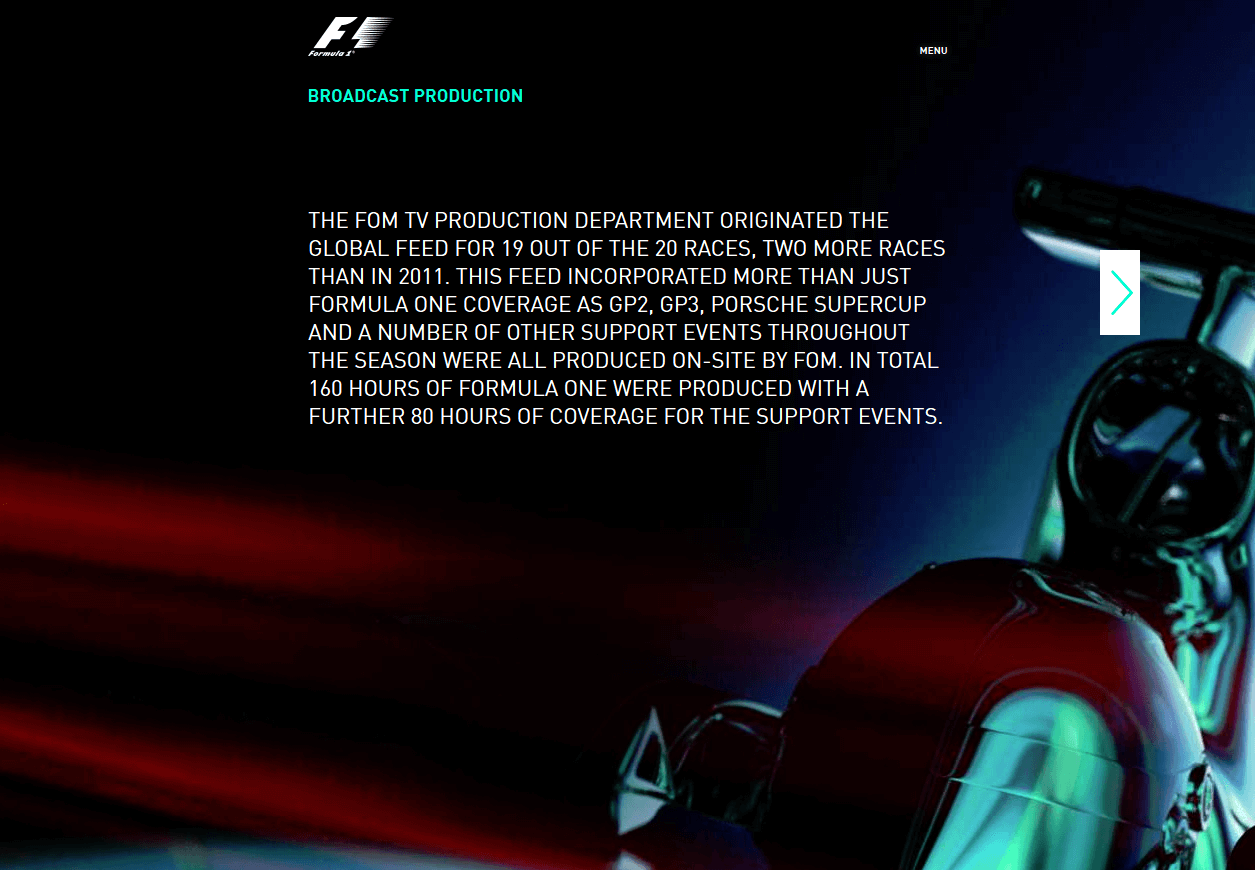 Formula 1®
MENU
BROADCAST PRODUCTION
THE FOM TV PRODUCTION DEPARTMENT ORIGINATED THE
GLOBAL FEED FOR 19 OUT OF THE 20 RACES, TWO MORE RACES
THAN IN 2011. THIS FEED INCORPORATED MORE THAN JUST
FORMULA ONE COVERAGE AS GP2, GP3, PORSCHE SUPERCUP
AND A NUMBER OF OTHER SUPPORT EVENTS THROUGHOUT
THE SEASON WERE ALL PRODUCED ON-SITE BY FOM. IN TOTAL
160 HOURS OF FORMULA ONE WERE PRODUCED WITH A
FURTHER 80 HOURS OF COVERAGE FOR THE SUPPORT EVENTS.